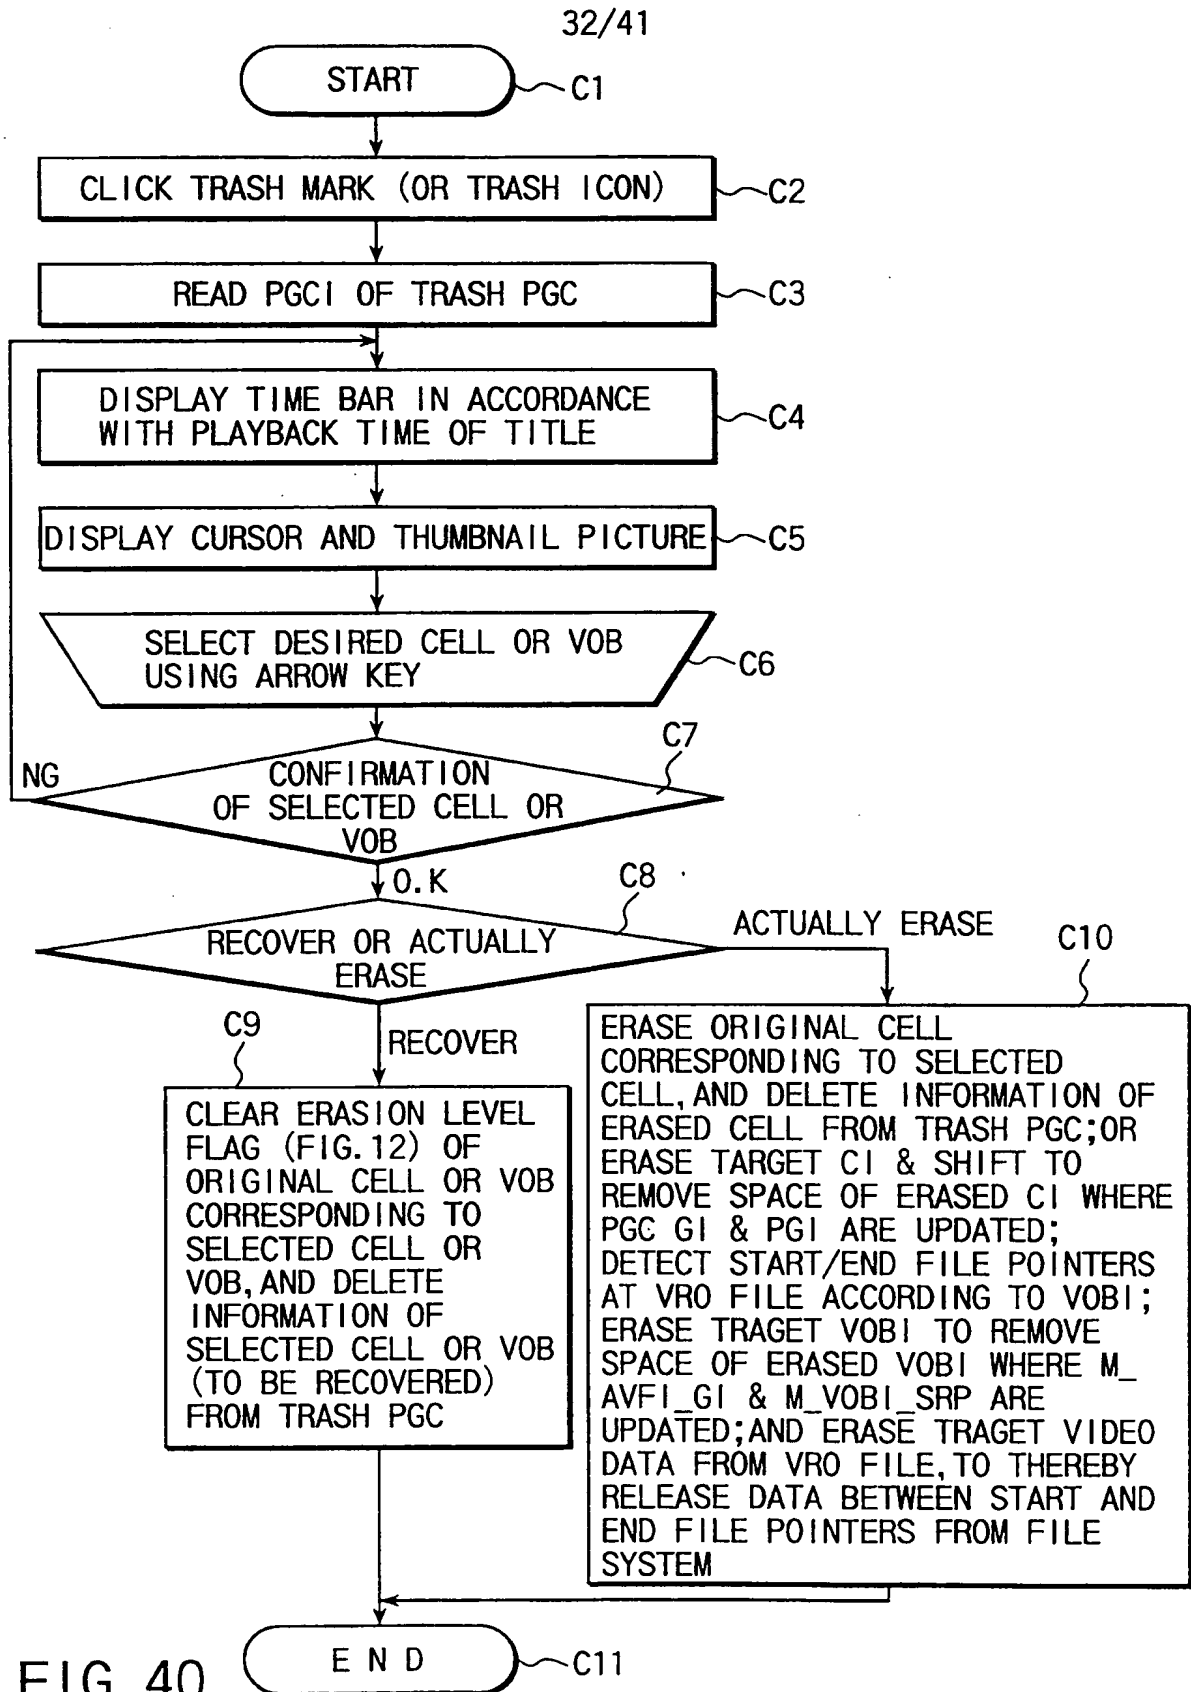 32/41
START
C1
CLICK TRASH MARK (OR TRASH ICON)
C2
READ PGCI OF TRASH PGC
C3
DISPLAY TIME BAR IN ACCORDANCE
WITH PLAYBACK TIME OF TITLE
C4
DISPLAY CURSOR AND THUMBNAIL PICTURE
C5
SELECT DESIRED CELL OR VOB
USING ARROW KEY
C6
C7
NG
CONFIRMATION
OF SELECTED CELL OR
VOB
O.K
C8
RECOVER OR ACTUALLY
ERASE
ACTUALLY ERASE
RECOVER
C9
CLEAR ERASION LEVEL
FLAG (FIG.12) OF
ORIGINAL CELL OR VOB
CORRESPONDING TO
SELECTED CELL OR
VOB, AND DELETE
INFORMATION OF
SELECTED CELL OR VOB
(TO BE RECOVERED)
FROM TRASH PGC
C10
ERASE ORIGINAL CELL
CORRESPONDING TO SELECTED
CELL, AND DELETE INFORMATION OF
ERASED CELL FROM TRASH PGC;OR
ERASE TARGET CI & SHIFT TO
REMOVE SPACE OF ERASED CI WHERE
PGC GI & PGI ARE UPDATED;
DETECT START/END FILE POINTERS
AT VRO FILE ACCORDING TO VOBI;
ERASE TRAGET VOBI TO REMOVE
SPACE OF ERASED VOBI WHERE M_
AVFI_GI & M_VOBI_SRP ARE
UPDATED;AND ERASE TRAGET VIDEO
DATA FROM VRO FILE, TO THEREBY
RELEASE DATA BETWEEN START AND
END FILE POINTERS FROM FILE
SYSTEM
END
C11
FIG. 40